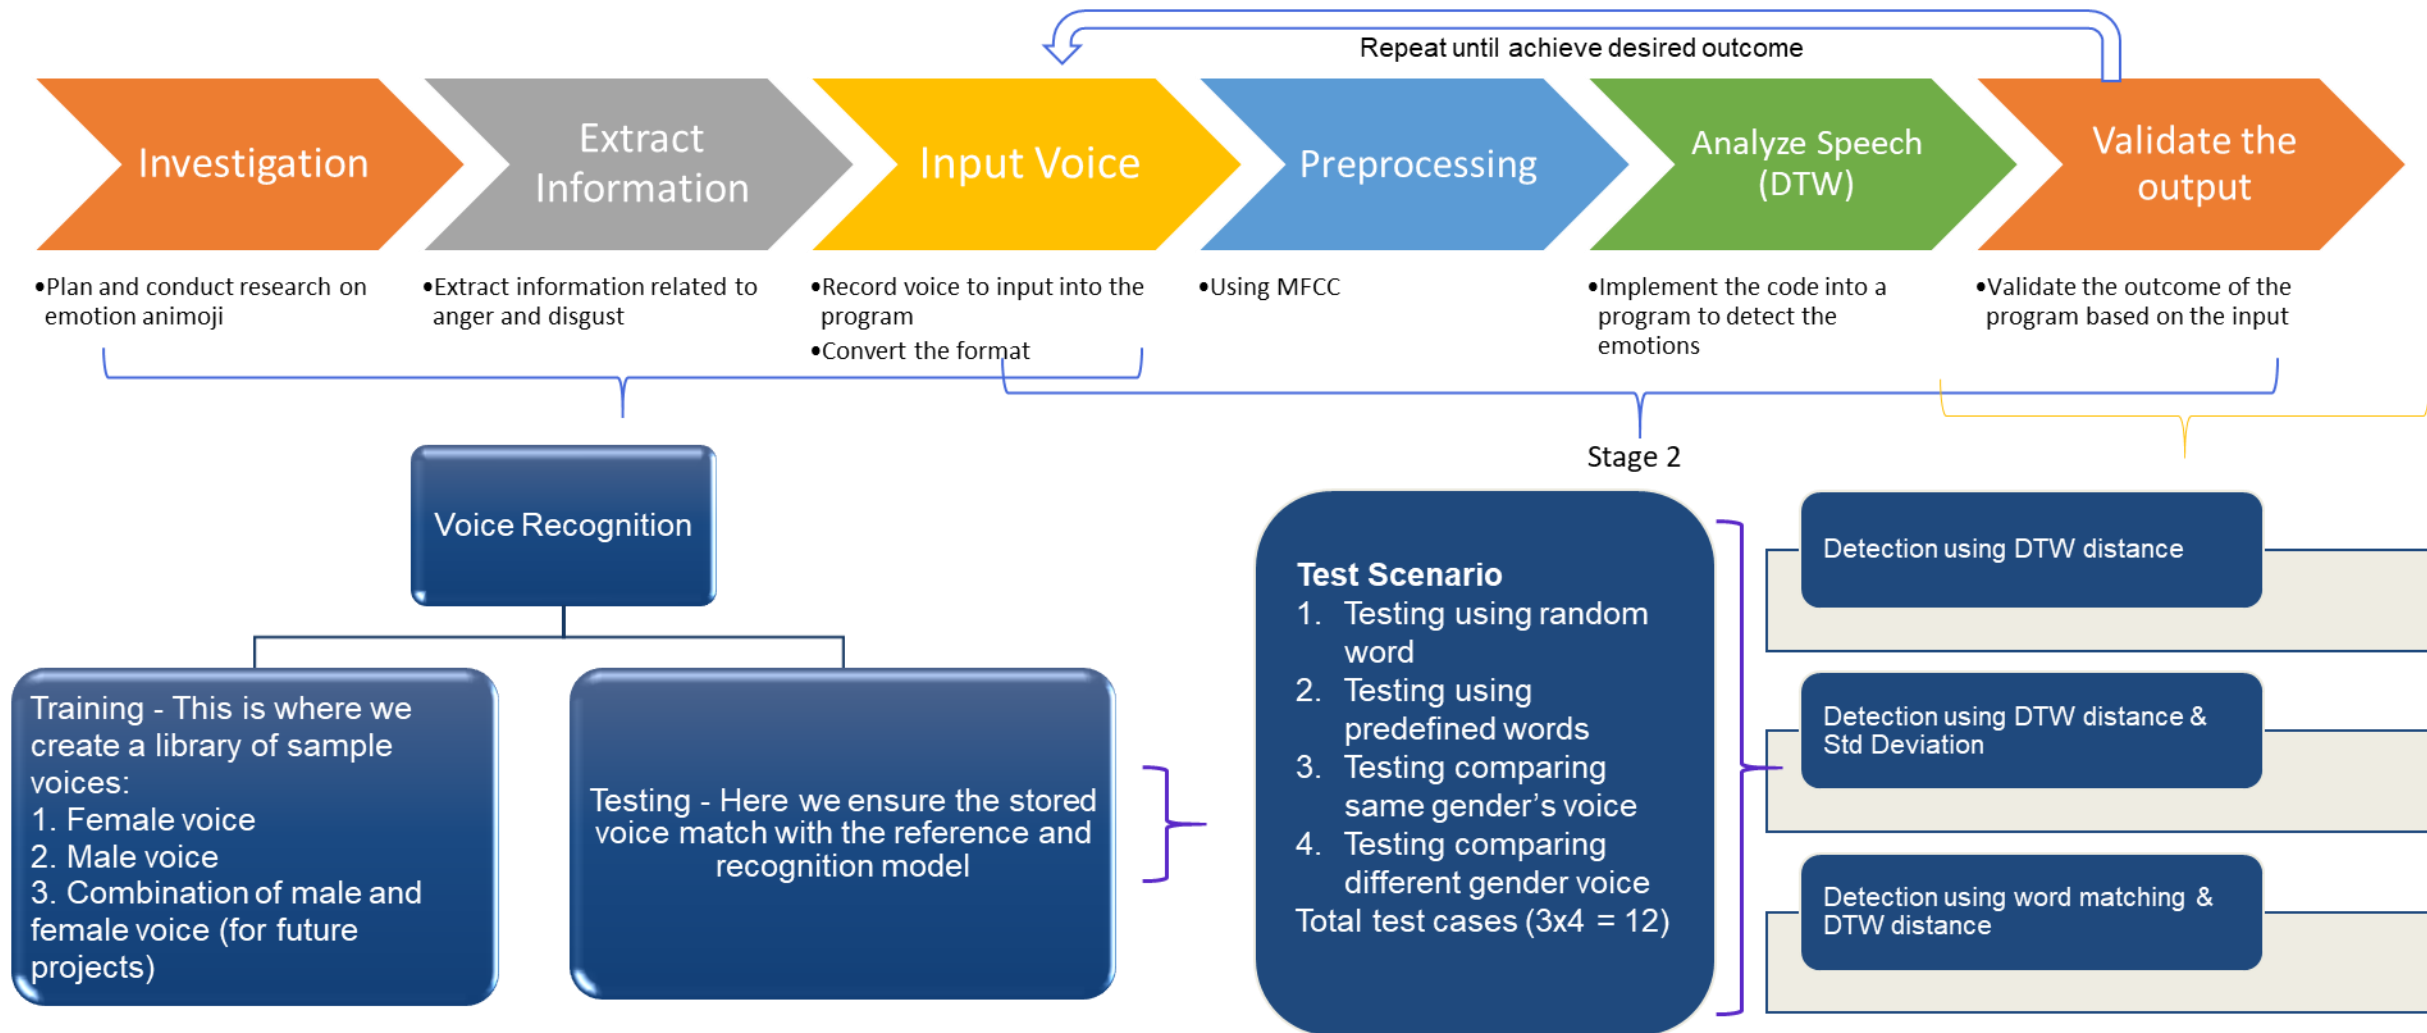 Repeat until achieve desired outcome
Investigation
Extract
Information
Input Voice
Preprocessing
Analyze Speech
(DTW)
Validate the
output
•Plan and conduct research on
emotion animoji
•Extract information related to
anger and disgust
•Record voice to input into the
program
•Convert the format
•Using MFCC
•Implement the code into a
program to detect the
emotions
•Validate the outcome of the
program based on the input
Stage 2
Voice Recognition
Training - This is where we
create a library of sample
voices:
1. Female voice
2. Male voice
3. Combination of male and
female voice (for future
projects)
Testing - Here we ensure the stored
voice match with the reference and
recognition model
Test Scenario
1. Testing using random
word
2. Testing using
predefined words
3. Testing comparing
same gender’s voice
4. Testing comparing
different gender voice
Total test cases (3x4 = 12)
Detection using DTW distance
Detection using DTW distance &
Std Deviation
Detection using word matching &
DTW distance